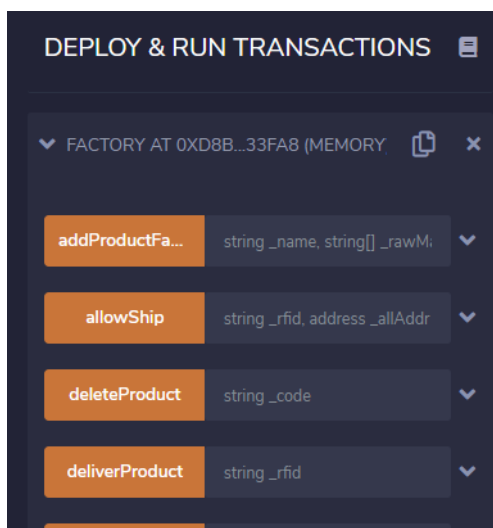 DEPLOY & RUN TRANSACTIONS
FACTORY AT 0XD8B...33FA8 (MEMORY
addProductFa... string _name, string[] _rawMa
allowShip string _rfid, address _allAddr
deleteProduct string _code
deliverProduct string _rfid